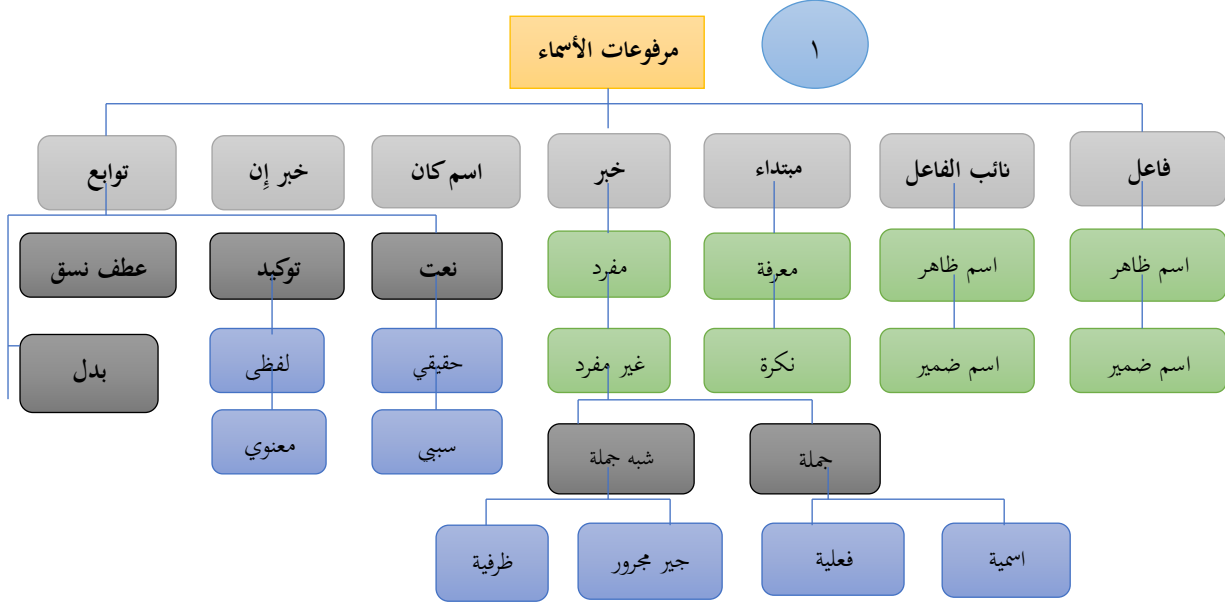 مرفوعات الأسماء
١
فاعل
نائب الفاعل
مبتداء
خبر
اسم كان
خبر إن
توابع
اسم ظاهر
اسم ظاهر
معرفة
مفرد
نعت
توكيد
عطف نسق
اسم ضمير
اسم ضمير
نكرة
غير مفرد
حقيقي
لفظى
بدل
جملة
شبه جملة
سببي
معنوي
اسمية
فعلية
جير مجرور
ظرفية